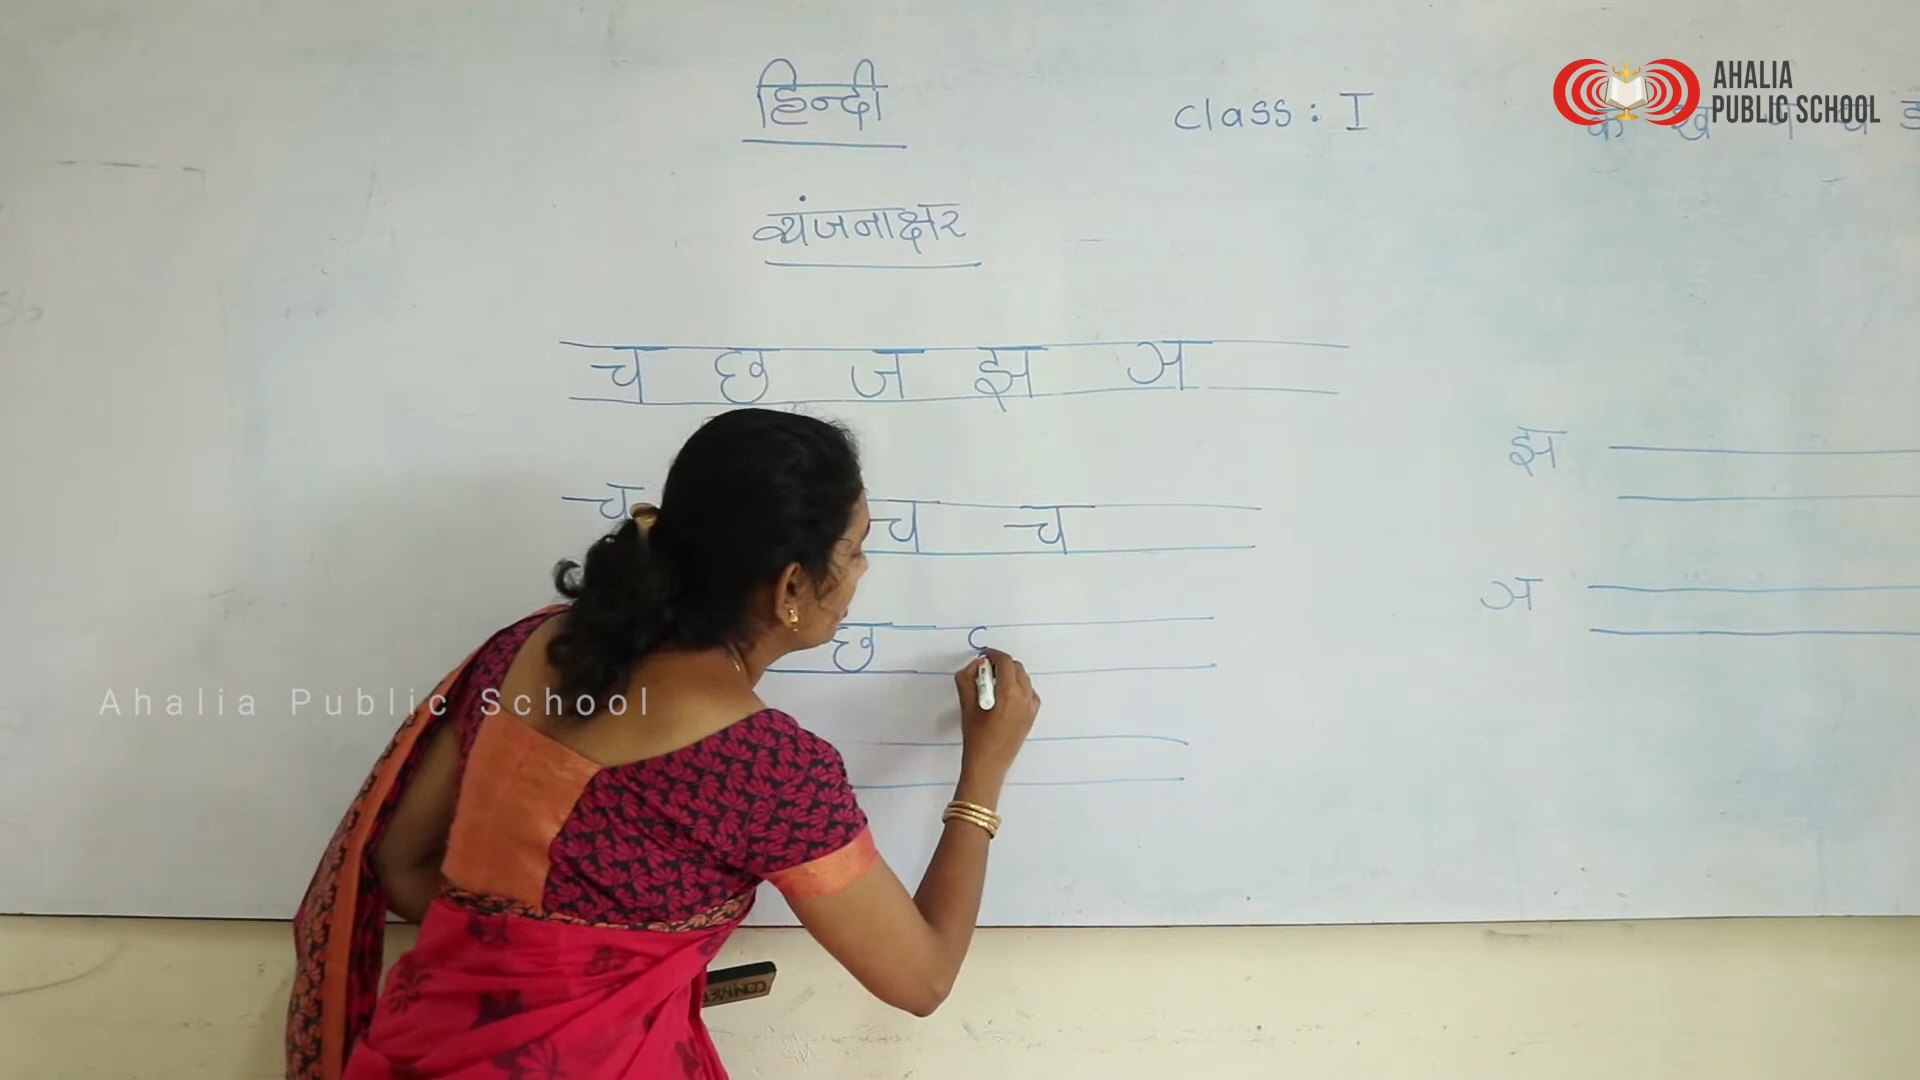 हिन्दी
Class : I
AHALIA
PUBLIC SCHOOL
क ख ग घ ङ
व्यंजनाक्षर
च छ ज झ ञ
झ
च च च
ञ
छ
Ahalia Public School